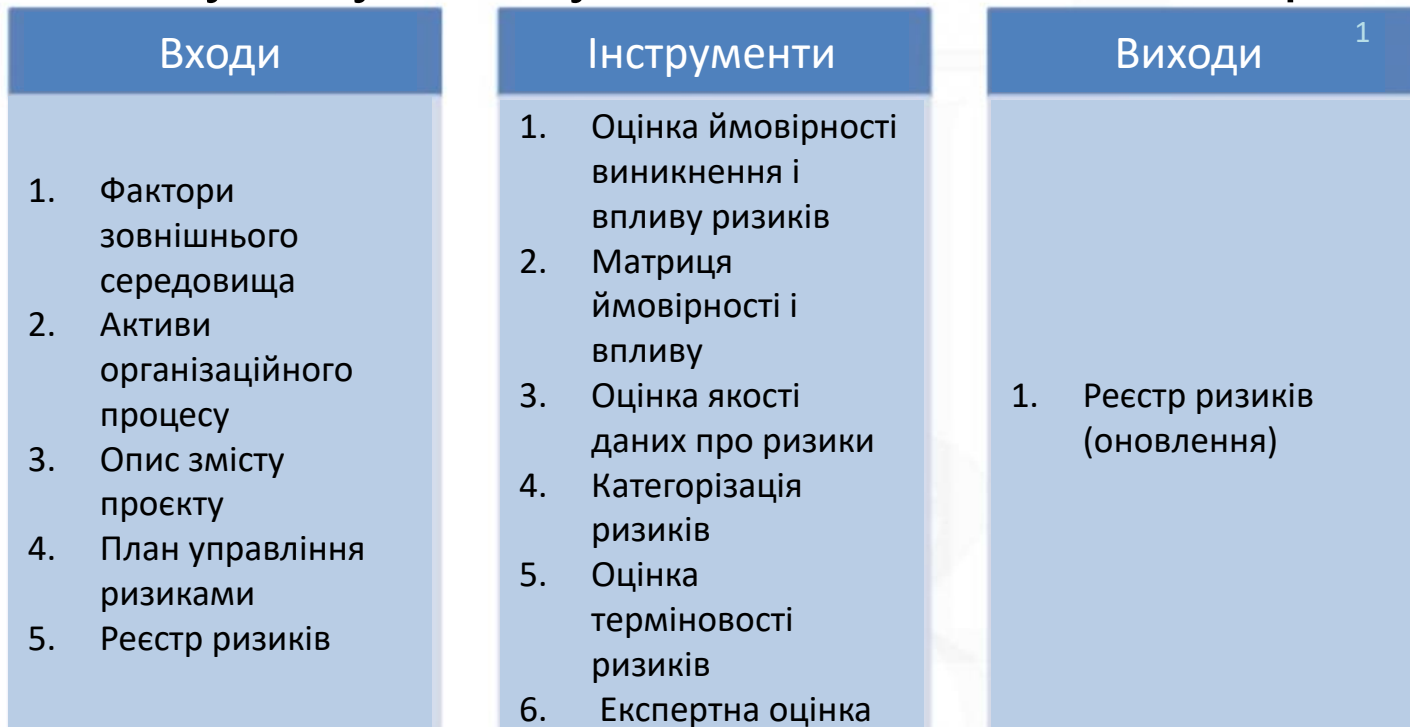 Входи
1. Фактори
зовнішнього
середовища
2. Активи
організаційного
процесу
3. Опис змісту
проєкту
4. План управління
ризиками
5. Реєстр ризиків
Інструменти
1. Оцінка ймовірності
виникнення і
впливу ризиків
2. Матриця
ймовірності і
впливу
3. Оцінка якості
даних про ризики
4. Категорізація
ризиків
5. Оцінка
терміновості
ризиків
6. Експертна оцінка
Виходи
1
1. Реєстр ризиків
(оновлення)